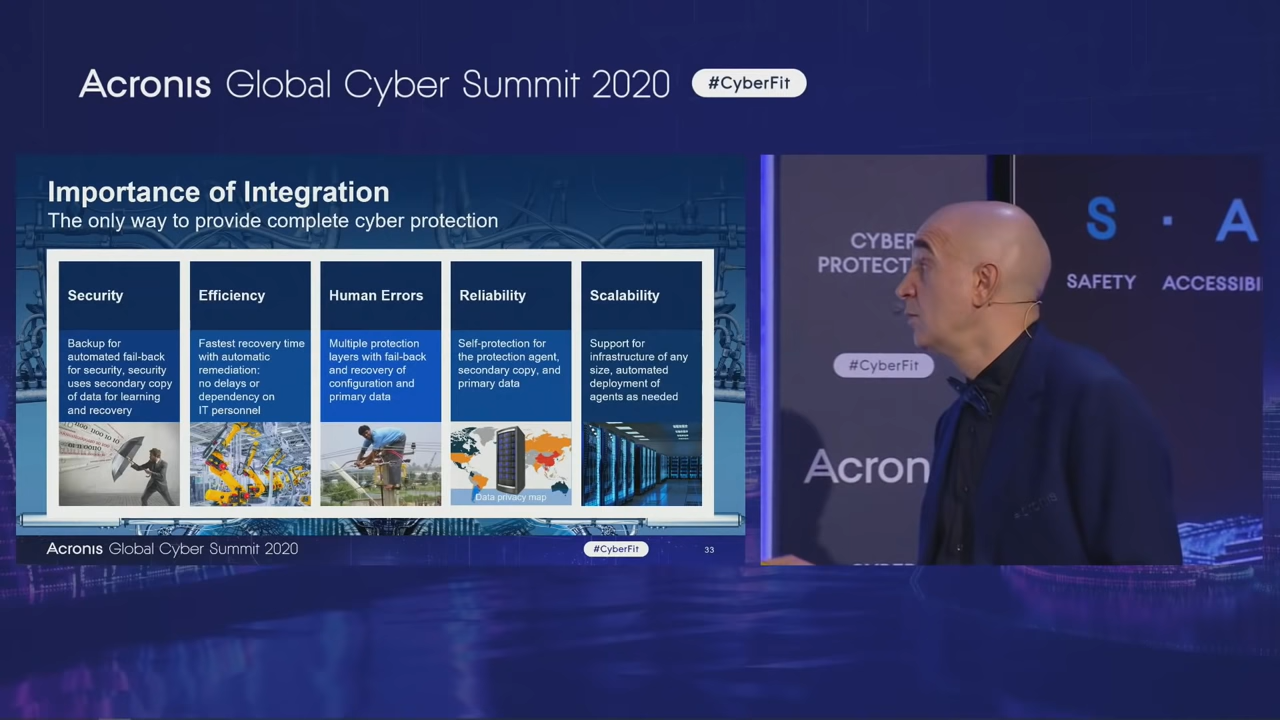 Acronis Global Cyber Summit 2020 #CyberFit
Importance of Integration
The only way to provide complete cyber protection
Security
Backup for
automated fail-back
for security, security
uses secondary copy
of data for learning
and recovery
Efficiency
Fastest recovery time
with automatic
remediation:
no delays or
dependency on
IT personnel
Human Errors
Multiple protection
layers with fail-back
and recovery of
configuration and
primary data
Reliability
Self-protection for
the protection agent,
secondary copy, and
primary data
Data privacy map
Scalability
Support for
infrastructure of any
size, automated
deployment of
agents as needed
Acronis Global Cyber Summit 2020 #CyberFit 33
CYBER
PROTECT
#CyberFit
Acron
S · A
SAFETY ACCESSIBI